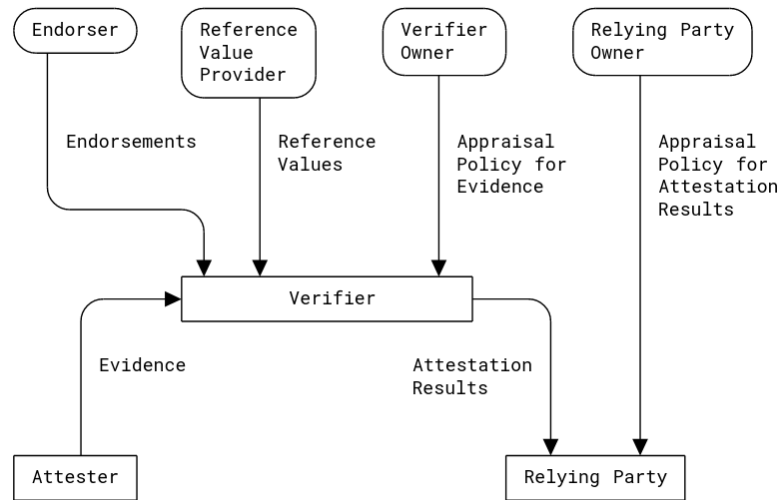 Endorser
Reference
Value
Provider
Verifier
Owner
Relying Party
Owner
Endorsements
Reference
Values
Appraisal
Policy for
Evidence
Appraisal
Policy for
Attestation
Results
Verifier
Evidence
Attestation
Results
Attester
Relying Party